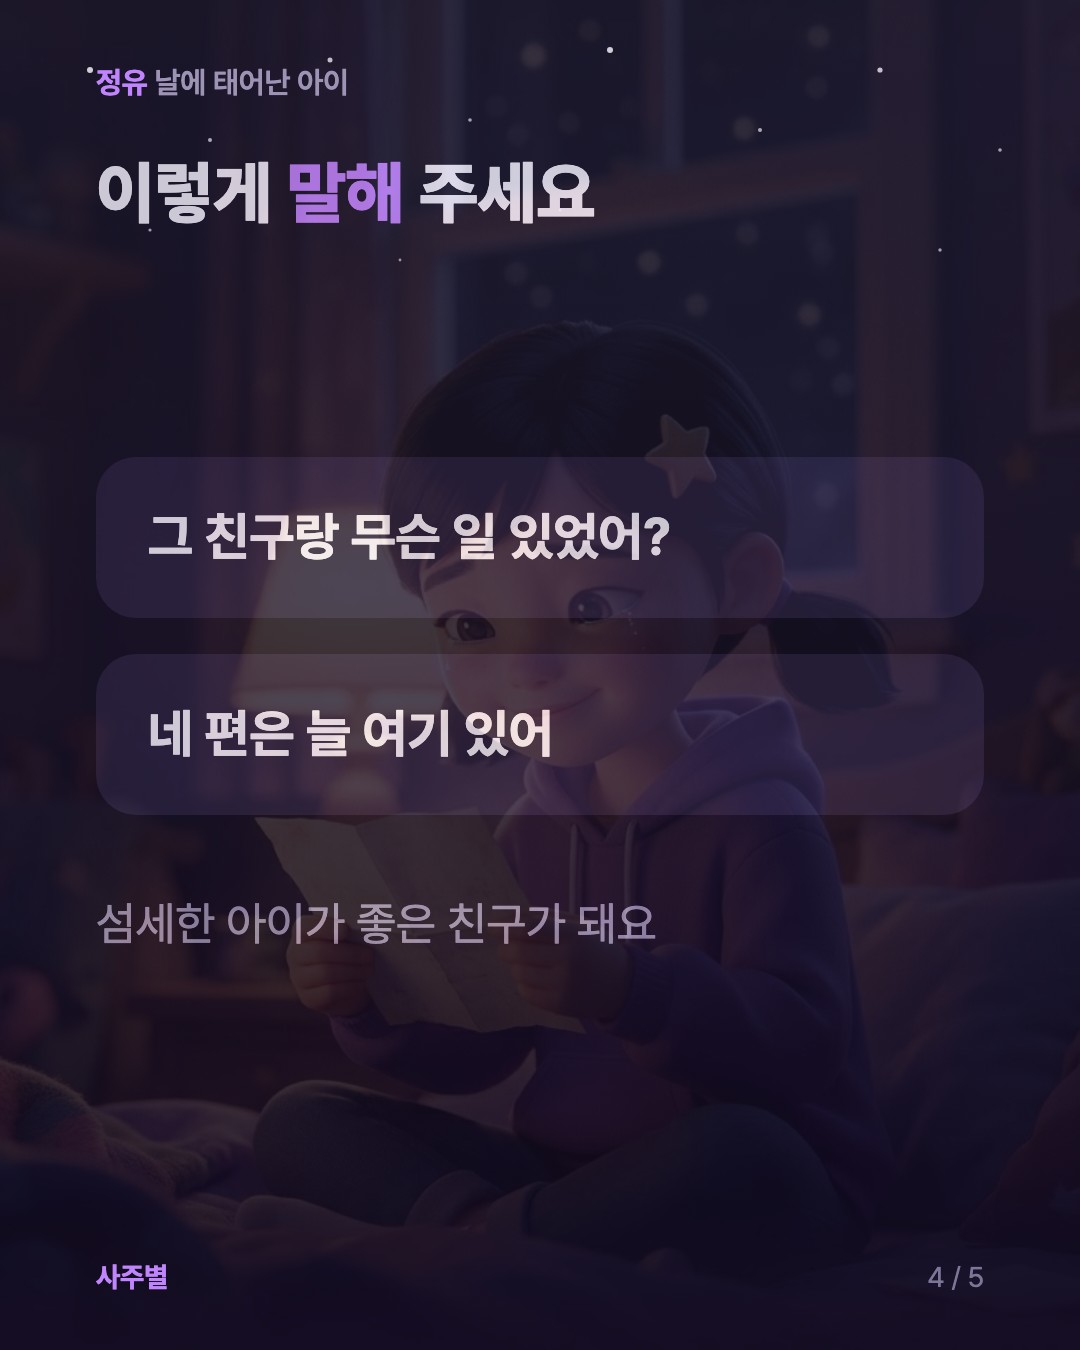 정유 날에 태어난 아이
이렇게 말해 주세요
그 친구랑 무슨 일 있었어?
네 편은 늘 여기 있어
섬세한 아이가 좋은 친구가 돼요
사주별
4 / 5